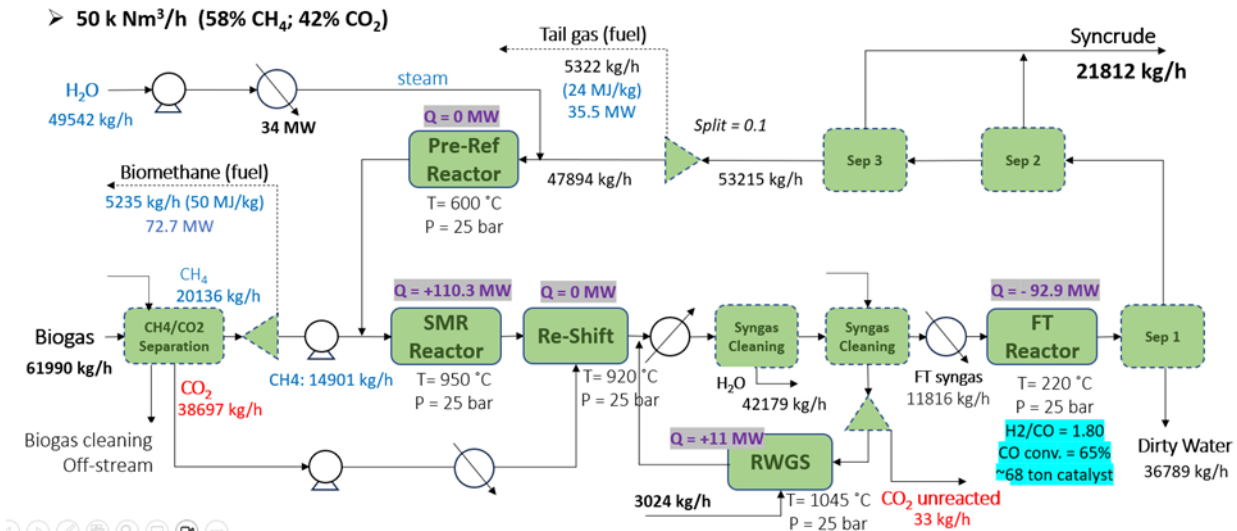 ➢ 50 k Nm³/h (58% CH₄; 42% CO₂)
Tail gas (fuel)
5322 kg/h
(24 MJ/kg)
35.5 MW
Syncrude
21812 kg/h
H₂O
49542 kg/h
steam
34 MW
Q = 0 MW
Pre-Ref
Reactor
T= 600 ˚C
P = 25 bar
Split = 0.1
47894 kg/h
53215 kg/h
Sep 3
Sep 2
Biomethane (fuel)
5235 kg/h (50 MJ/kg)
72.7 MW
CH₄
20136 kg/h
Biogas
61990 kg/h
CH4/CO2
Separation
CH4: 14901 kg/h
Q = +110.3 MW
SMR
Reactor
T= 950 ˚C
P = 25 bar
Q = 0 MW
Re-Shift
T= 920 ˚C
P = 25 bar
Syngas
Cleaning
H₂O
42179 kg/h
Syngas
Cleaning
FT syngas
11816 kg/h
Q = - 92.9 MW
FT
Reactor
T= 220 ˚C
P = 25 bar
H2/CO = 1.80
CO conv. = 65%
~68 ton catalyst
Sep 1
Dirty Water
36789 kg/h
CO₂
38697 kg/h
Biogas cleaning
Off-stream
Q = +11 MW
RWGS
3024 kg/h
T= 1045 ˚C
P = 25 bar
CO₂ unreacted
33 kg/h